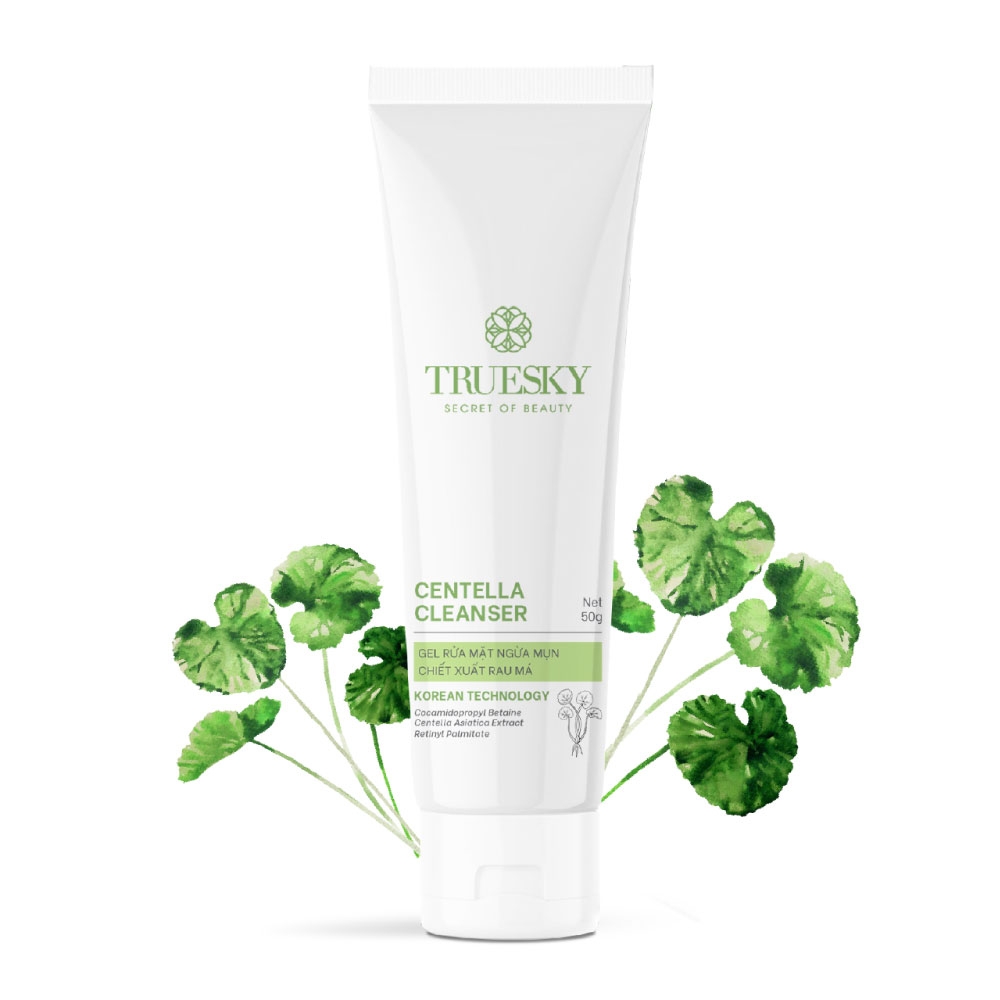 TRUESKY
SECRET OF BEAUTY
CENTELLA
CLEANSER
Net
50g
GEL RỬA MẶT NGỪA MỤN
CHIẾT XUẤT RAU MÁ
KOREAN TECHNOLOGY
Cocamidopropyl Betaine
Centella Asiatica Extract
Retinyl Palmitate